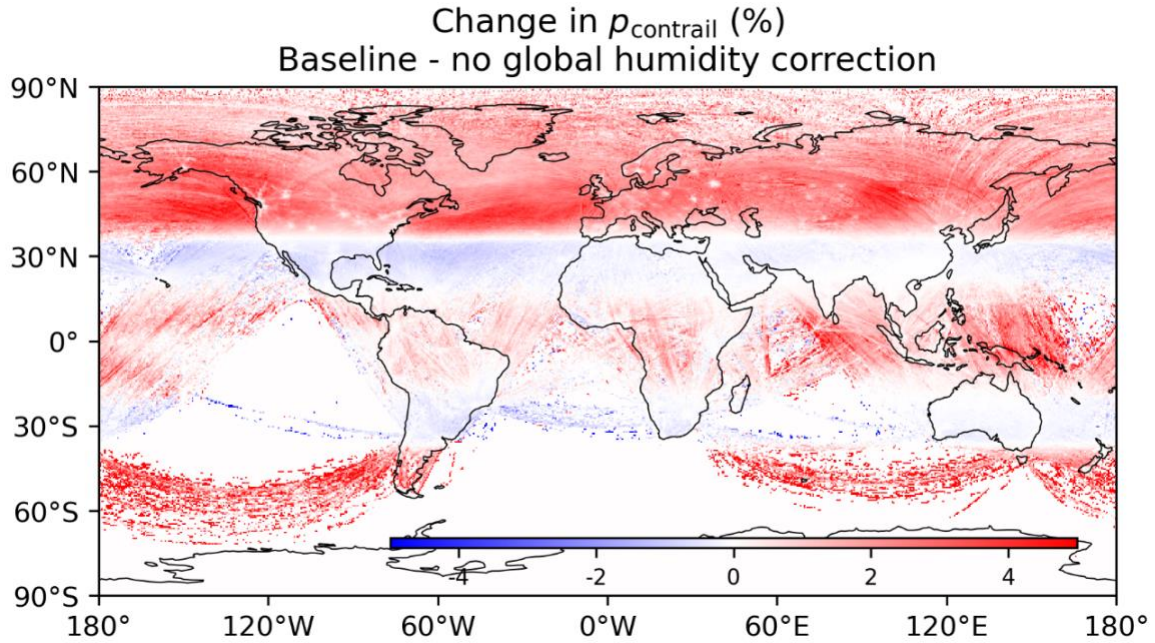 Change in p_contrail (%)
Baseline - no global humidity correction
90°N
60°N
30°N
0°
30°S
60°S
90°S
-4 -2 0 2 4
180° 120°W 60°W 0°W 60°E 120°E 180°